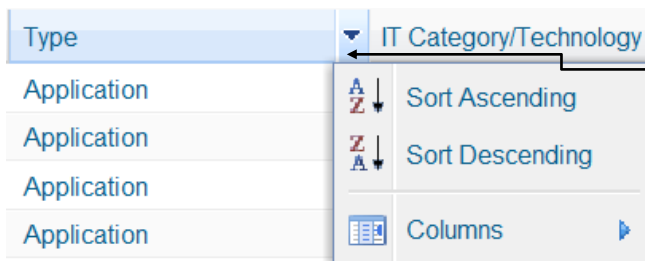 Type IT Category/Technology
Application
Sort Ascending
Application
Sort Descending
Application
Application
Columns